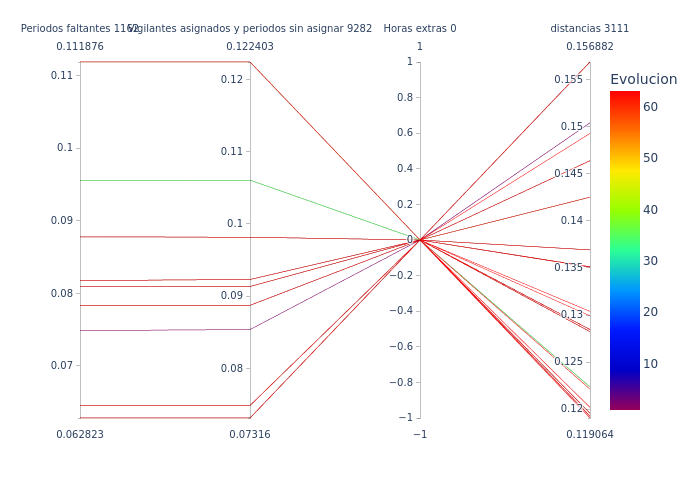 Periodos faltantes 1162 Vigilantes asignados y periodos sin asignar 9282 Horas extras 0 distancias 3111
0.111876 0.122403 1 0.156882
Evolucion
0.11 0.12 1 0.155 60
0.1 0.11 0.8 0.15 50
0.09 0.1 0.6 0.145 40
0.08 0.09 0.4 0.14 30
0.07 0.08 0.2 0.135 20
0 0.13 10
−0.2 0.125
−0.4 0.12
−0.6
−0.8
−1
0.062823 0.07316 −1 0.119064